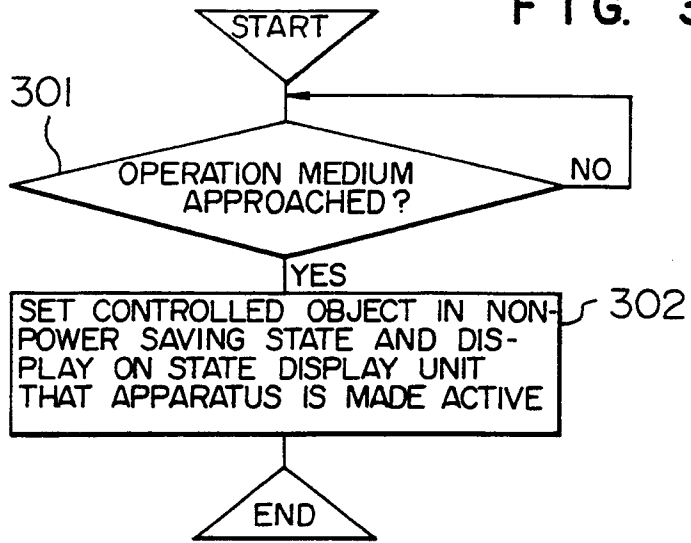 FIG. 3
START
301
OPERATION MEDIUM
APPROACHED?
NO
YES
SET CONTROLLED OBJECT IN NON-
POWER SAVING STATE AND DIS-
PLAY ON STATE DISPLAY UNIT
THAT APPARATUS IS MADE ACTIVE
302
END